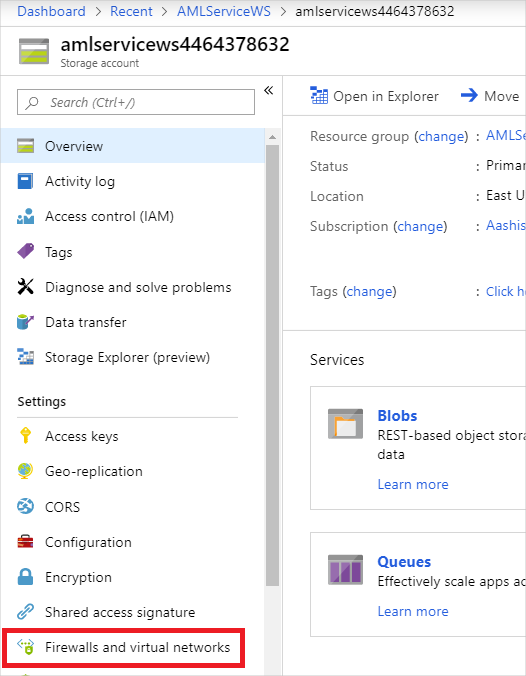 Dashboard > Recent > AMLServiceWS > amlservicews4464378632
amlservicews4464378632
Storage account
Search (Ctrl+/)
Overview
Activity log
Access control (IAM)
Tags
Diagnose and solve problems
Data transfer
Storage Explorer (preview)
Settings
Access keys
Geo-replication
CORS
Configuration
Encryption
Shared access signature
Firewalls and virtual networks
Open in Explorer
Move
Resource group (change) : AMLSe
Status : Primar
Location : East U
Subscription (change) : Aashis
Tags (change) : Click he
Services
Blobs
REST-based object stora
data
Learn more
Queues
Effectively scale apps ac
Learn more